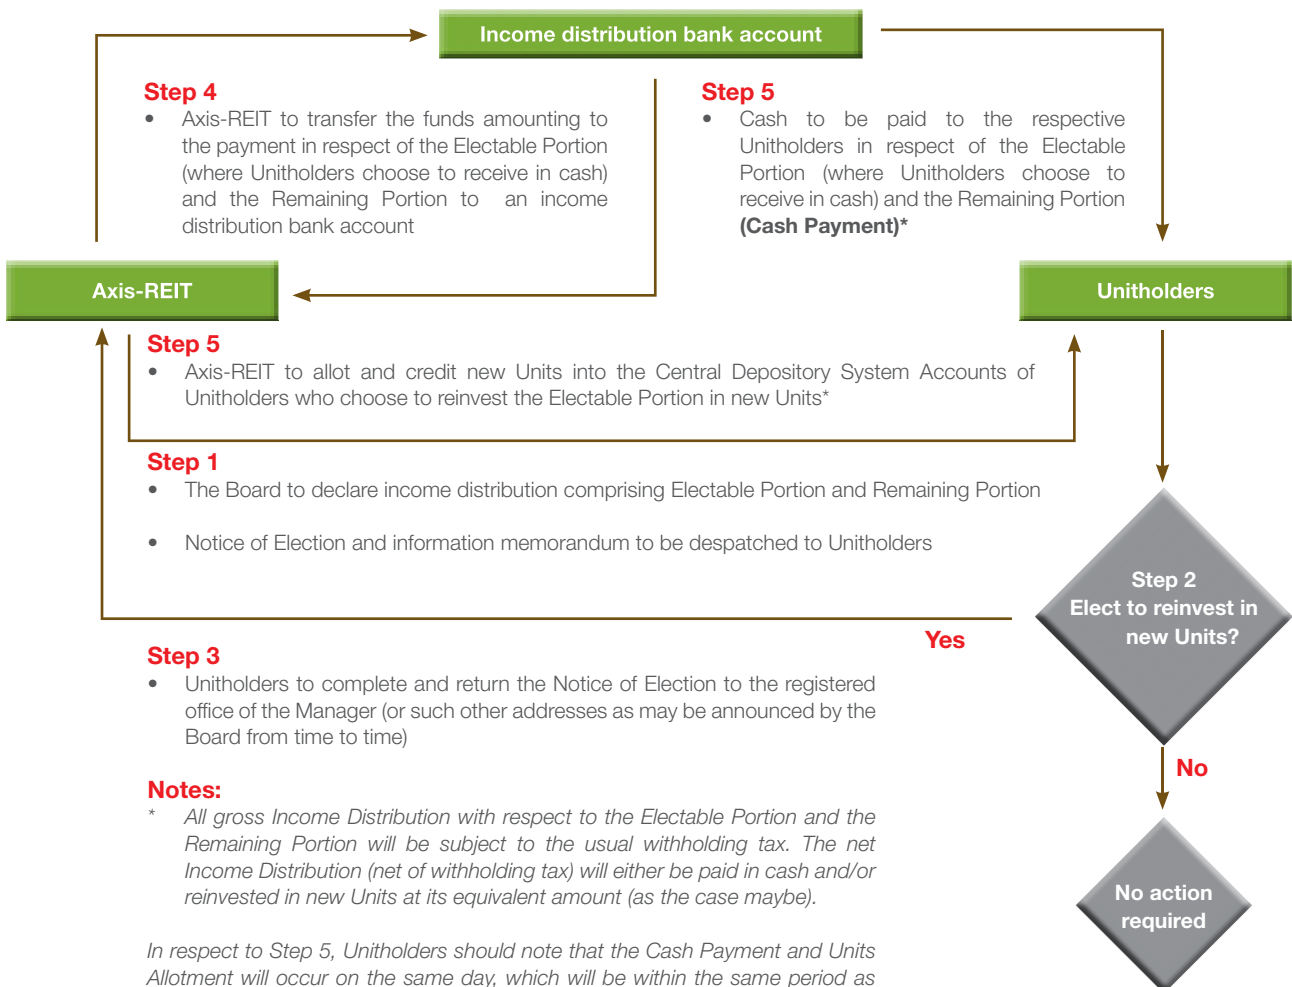 Income distribution bank account
Step 4
• Axis-REIT to transfer the funds amounting to
the payment in respect of the Electable Portion
(where Unitholders choose to receive in cash)
and the Remaining Portion to an income
distribution bank account
Step 5
• Cash to be paid to the respective
Unitholders in respect of the Electable
Portion (where Unitholders choose to
receive in cash) and the Remaining Portion
(Cash Payment)*
Axis-REIT
Unitholders
Step 5
• Axis-REIT to allot and credit new Units into the Central Depository System Accounts of
Unitholders who choose to reinvest the Electable Portion in new Units*
Step 1
• The Board to declare income distribution comprising Electable Portion and Remaining Portion
• Notice of Election and information memorandum to be despatched to Unitholders
Step 2
Elect to reinvest in
new Units?
Yes
Step 3
• Unitholders to complete and return the Notice of Election to the registered
office of the Manager (or such other addresses as may be announced by the
Board from time to time)
No
No action
required
Notes:
* All gross Income Distribution with respect to the Electable Portion and the
Remaining Portion will be subject to the usual withholding tax. The net
Income Distribution (net of withholding tax) will either be paid in cash and/or
reinvested in new Units at its equivalent amount (as the case maybe).
In respect to Step 5, Unitholders should note that the Cash Payment and Units
Allotment will occur on the same day, which will be within the same period as